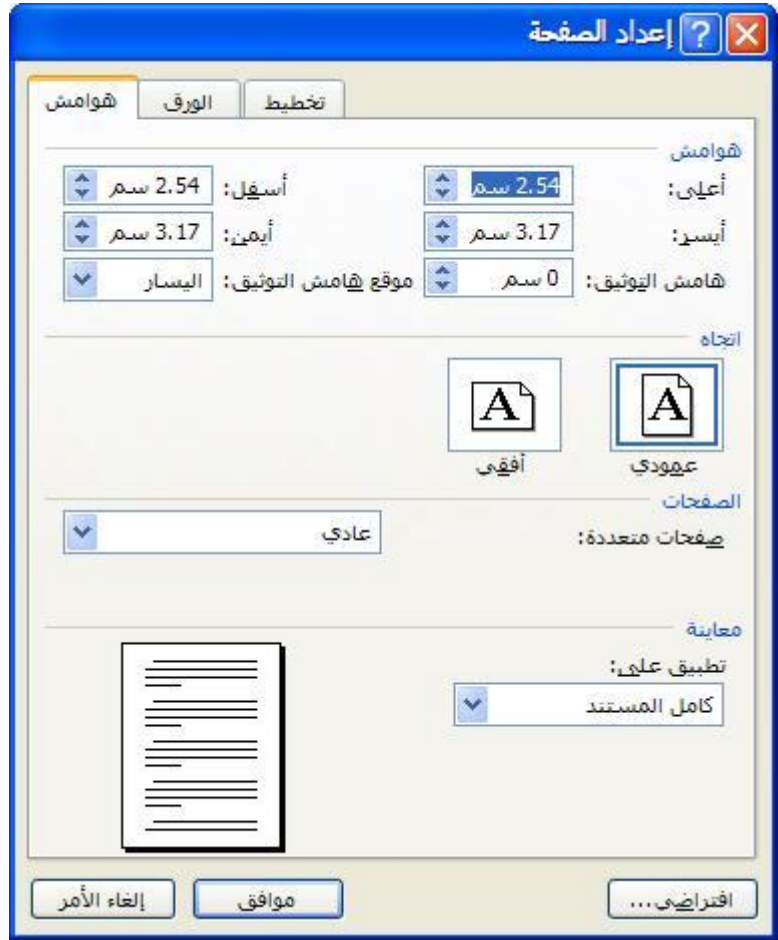 إعداد الصفحة
هوامش الورق تخطيط
هوامش
أعلى: 2.54 سم أسفل: 2.54 سم
أيسر: 3.17 سم أيمن: 3.17 سم
هامش التوثيق: 0 سم موقع هامش التوثيق: اليسار
اتجاه
A A
عمودي أفقي
الصفحات
صفحات متعددة: عادي
معاينة
تطبيق على:
كامل المستند
افتراضي... موافق إلغاء الأمر